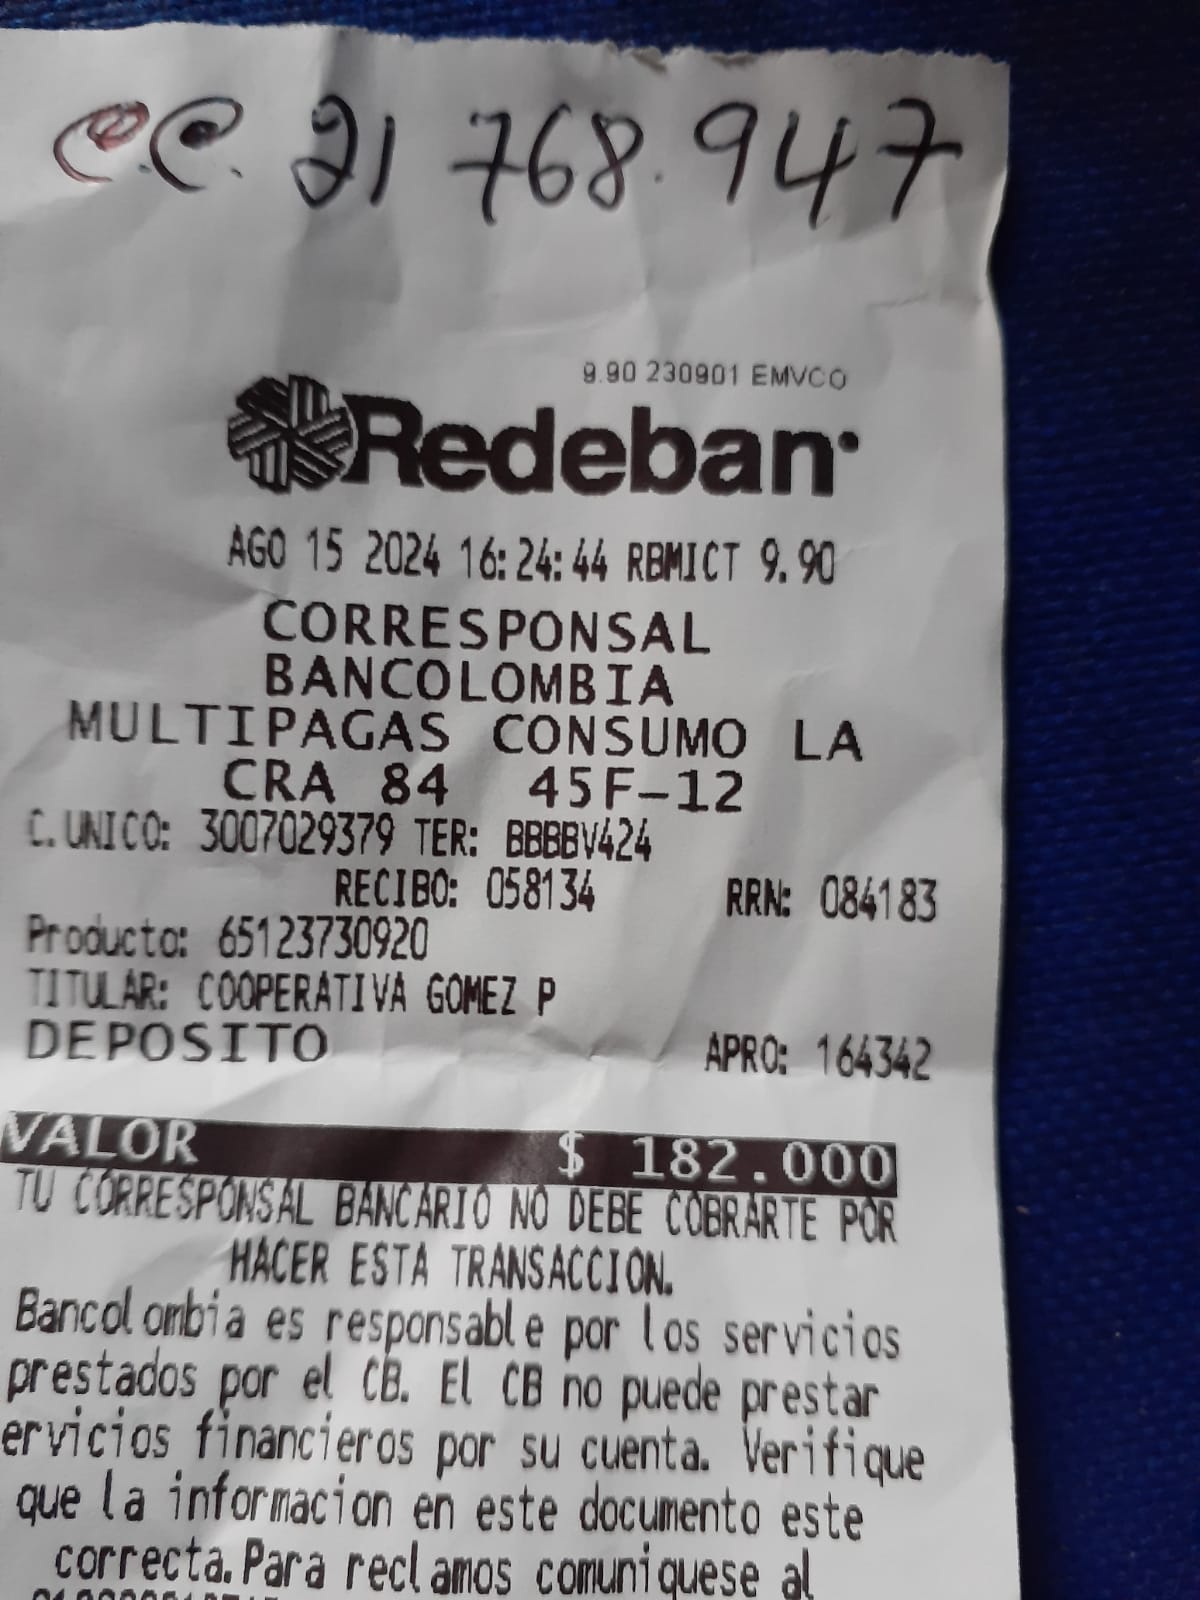 C.C. 21 768.947
9.90 230901 EMVCO
Redeban
AGO 15 2024 16:24:44 RBMICT 9.90
CORRESPONSAL
BANCOLOMBIA
MULTIPAGAS CONSUMO LA
CRA 84 45F-12
C.UNICO: 3007029379 TER: BBBBV424
RECIBO: 058134 RRN: 084183
Producto: 65123730920
TITULAR: COOPERATIVA GOMEZ P
DEPOSITO APRO: 164342
VALOR $ 182.000
TU CORRESPONSAL BANCARIO NO DEBE COBRARTE POR
HACER ESTA TRANSACCION.
Bancolombia es responsable por los servicios
prestados por el CB. El CB no puede prestar
ervicios financieros por su cuenta. Verifique
que la informacion en este documento este
correcta.Para reclamos comuniquese al